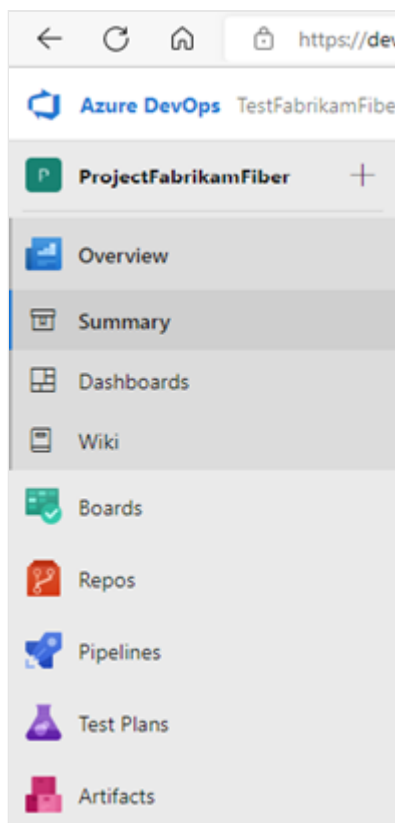 https://dev
Azure DevOps TestFabrikamFibe
P ProjectFabrikamFiber
Overview
Summary
Dashboards
Wiki
Boards
Repos
Pipelines
Test Plans
Artifacts